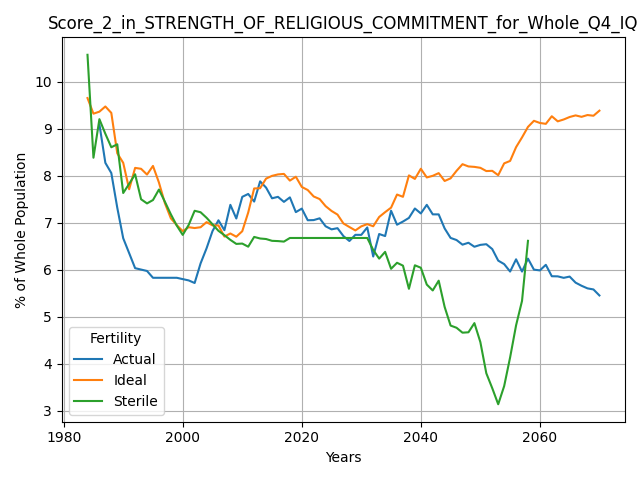 Score_2_in_STRENGTH_OF_RELIGIOUS_COMMITMENT_for_Whole_Q4_IQ
% of Whole Population
10
9
8
7
6
5
4
3
Fertility
Actual
Ideal
Sterile
1980
2000
2020
2040
2060
Years